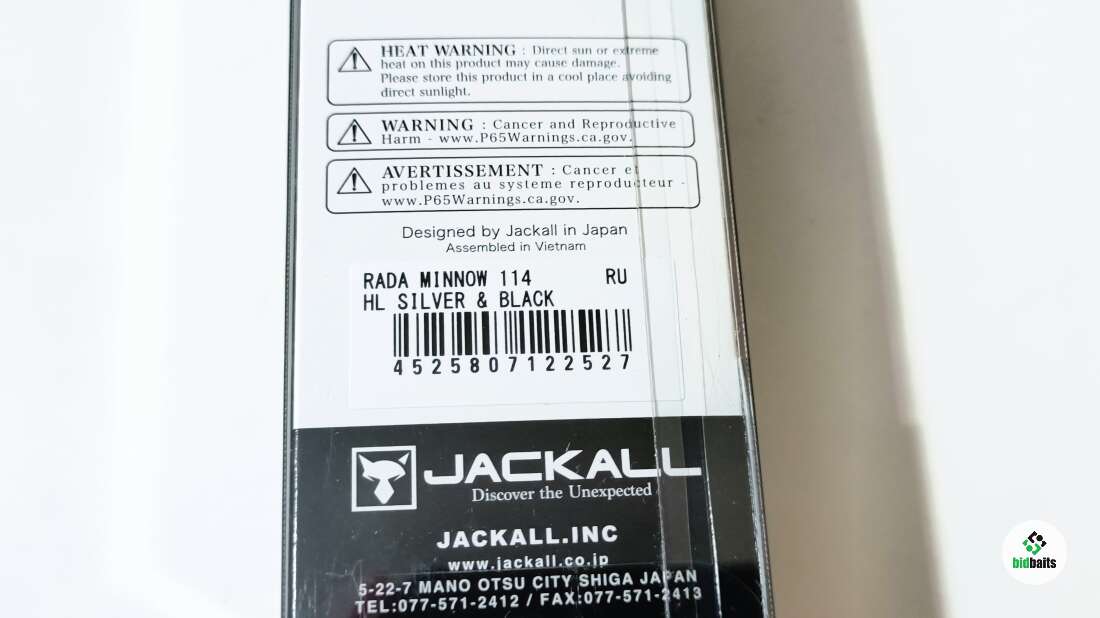 HEAT WARNING : Direct sun or extreme
heat on this product may cause damage.
Please store this product in a cool place avoiding
direct sunlight.
WARNING : Cancer and Reproductive
Harm - www.P65Warnings.ca.gov.
AVERTISSEMENT : Cancer et
problemes au systeme reproducteur -
www.P65Warnings.ca.gov.
Designed by Jackall in Japan
Assembled in Vietnam
RADA MINNOW 114 RU
HL SILVER & BLACK
4525807122527
JACKALL
Discover the Unexpected
JACKALL.INC
www.jackall.co.jp
5-22-7 MANO OTSU CITY SHIGA JAPAN
TEL:077-571-2412 / FAX:077-571-2413
bidbaits